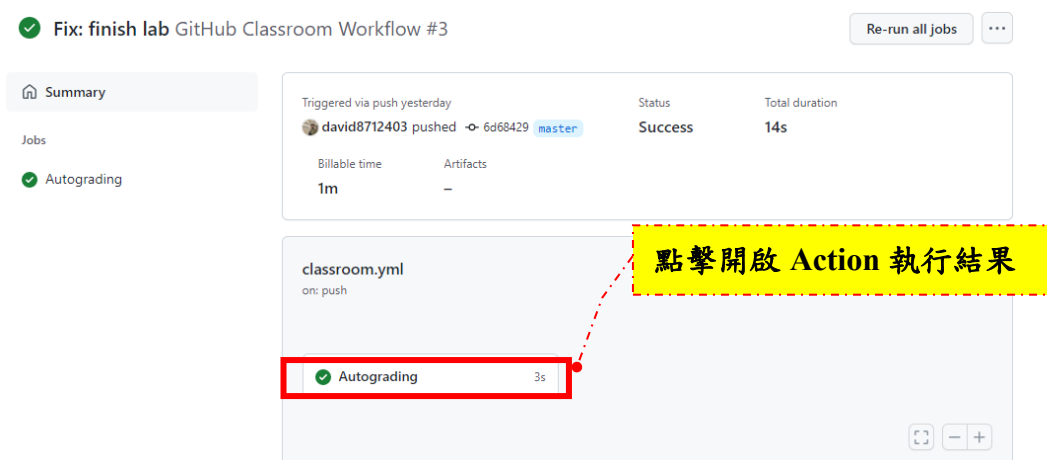 Fix: finish lab GitHub Classroom Workflow #3
Re-run all jobs
Summary
Jobs
Autograding
Triggered via push yesterday
david8712403 pushed 6d68429 master
Status
Success
Total duration
14s
Billable time
1m
Artifacts
–
classroom.yml
on: push
點擊開啟 Action 執行結果
Autograding 3s